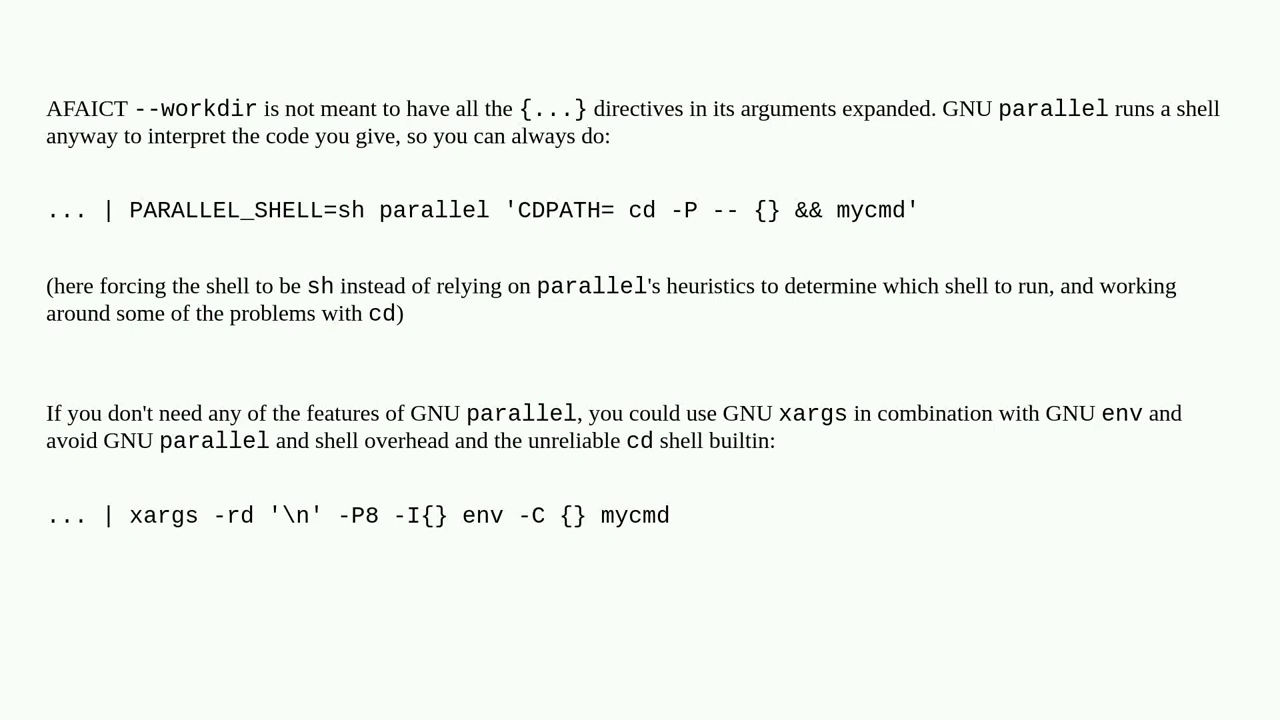 AFAICT --workdir is not meant to have all the {...} directives in its arguments expanded. GNU parallel runs a shell
anyway to interpret the code you give, so you can always do:
... | PARALLEL_SHELL=sh parallel 'CDPATH= cd -P -- {} && mycmd'
(here forcing the shell to be sh instead of relying on parallel's heuristics to determine which shell to run, and working
around some of the problems with cd)
If you don't need any of the features of GNU parallel, you could use GNU xargs in combination with GNU env and
avoid GNU parallel and shell overhead and the unreliable cd shell builtin:
... | xargs -rd '\n' -P8 -I{} env -C {} mycmd